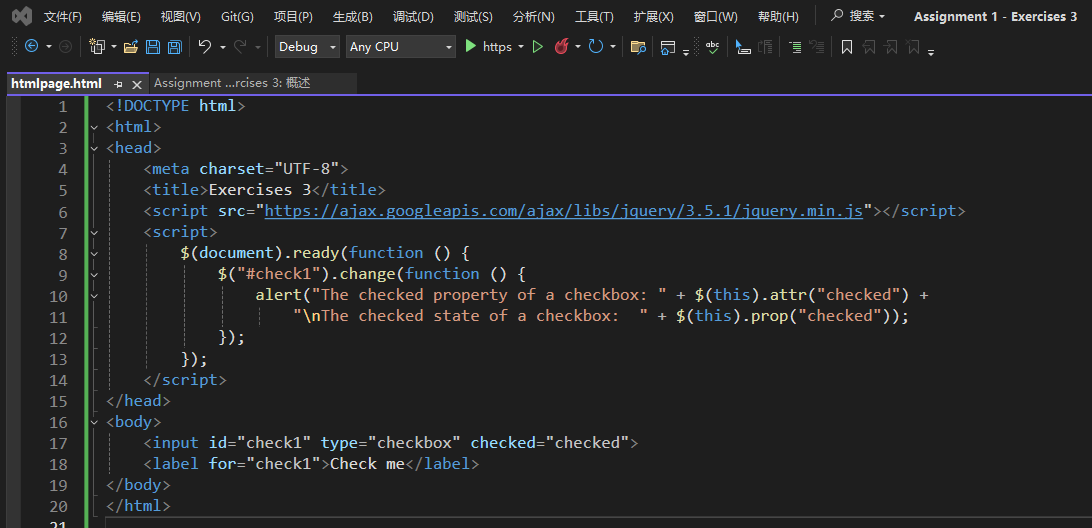 文件(F) 编辑(E) 视图(V) Git(G) 项目(P) 生成(B) 调试(D) 测试(S) 分析(N) 工具(T) 扩展(X) 窗口(W) 帮助(H) 搜索 Assignment 1 - Exercises 3
Debug Any CPU https
htmlpage.html Assignment ...rcises 3: 概述
1 <!DOCTYPE html>
2 <html>
3 <head>
4 <meta charset="UTF-8">
5 <title>Exercises 3</title>
6 <script src="https://ajax.googleapis.com/ajax/libs/jquery/3.5.1/jquery.min.js"></script>
7 <script>
8 $(document).ready(function () {
9 $("#check1").change(function () {
10 alert("The checked property of a checkbox: " + $(this).attr("checked") +
11 "\nThe checked state of a checkbox:  " + $(this).prop("checked"));
12 });
13 });
14 </script>
15 </head>
16 <body>
17 <input id="check1" type="checkbox" checked="checked">
18 <label for="check1">Check me</label>
19 </body>
20 </html>
21